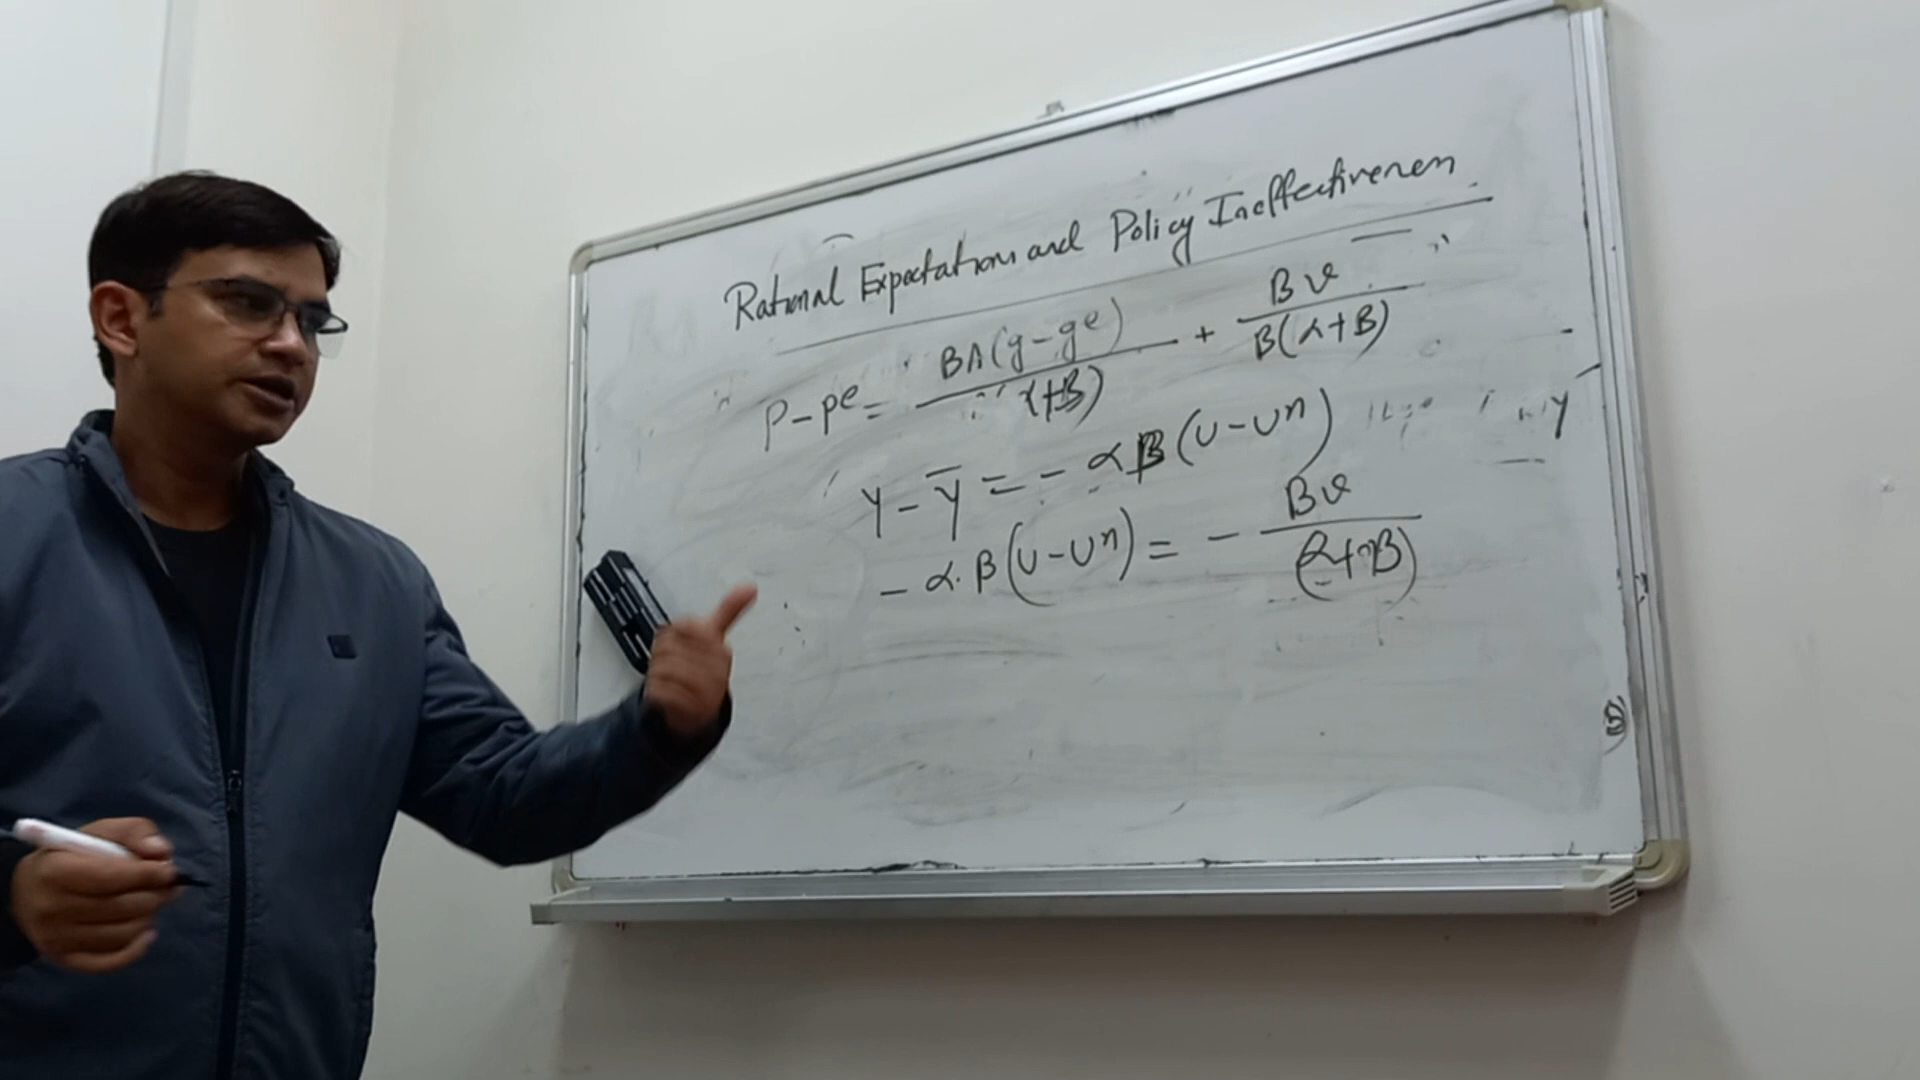 Rational Expectations and Policy Ineffectiveness
P-pe = BA(g-ge) / (α+B) + Bv / B(α+B)
Y-Ȳ = -αB(U-Uⁿ)
-α.β(U-Uⁿ) = -Bv / (α+B)